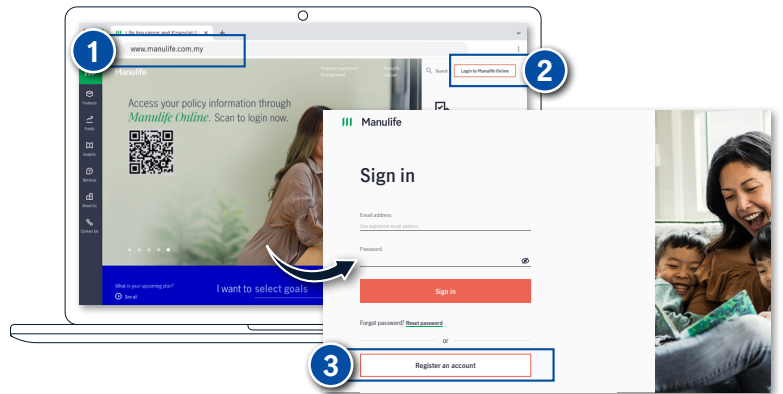 Life Insurance and Financial
1
www.manulife.com.my
Manulife
Manulife Investment
Management
Manulife
Search
Login to Manulife Online
2
Products
Funds
Insights
Services
About Us
Contact Us
Access your policy information through
Manulife Online. Scan to login now.
What is your upcoming plan?
See all
I want to select goals
Manulife
Sign in
Email address
Use registered email address
Password
Sign in
Forgot password? Reset password
or
3
Register an account